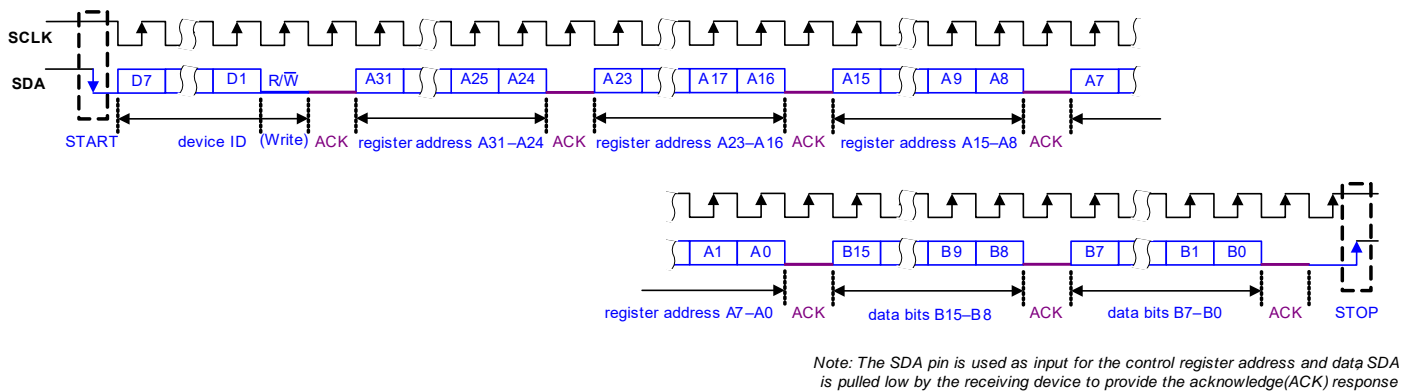 SCLK
SDA D7 D1 R/W̅ A31 A25 A24 A23 A17 A16 A15 A9 A8 A7
START device ID (Write) ACK register address A31–A24 ACK register address A23–A16 ACK register address A15–A8 ACK
A1 A0 B15 B9 B8 B7 B1 B0
register address A7–A0 ACK data bits B15–B8 ACK data bits B7–B0 ACK STOP
Note: The SDA pin is used as input for the control register address and data; SDA
is pulled low by the receiving device to provide the acknowledge(ACK) response